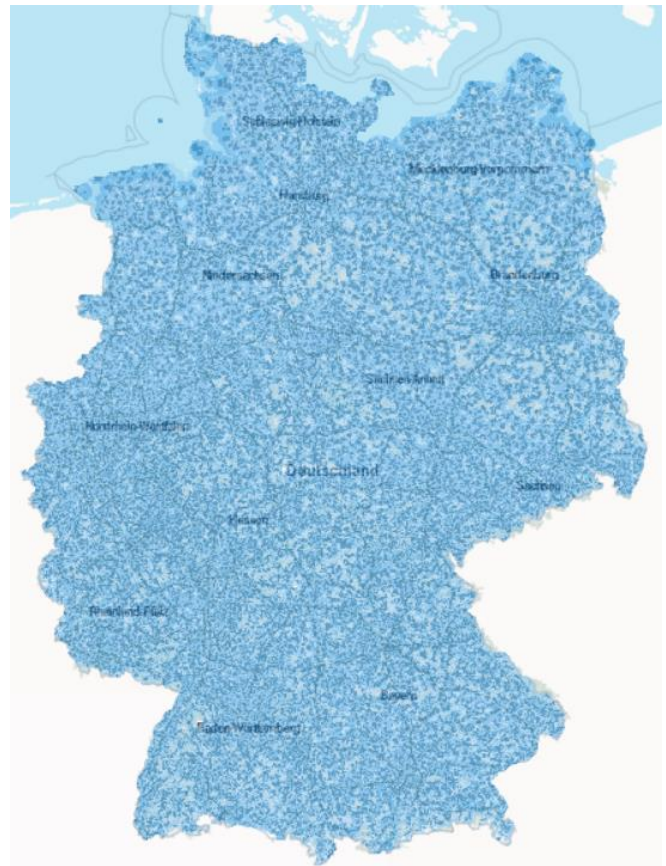 Schleswig-Holstein
Mecklenburg-Vorpommern
Hamburg
Niedersachsen
Brandenburg
Sachsen-Anhalt
Nordrhein-Westfalen
Deutschland
Sachsen
Hessen
Rheinland-Pfalz
Bayern
Baden-Württemberg